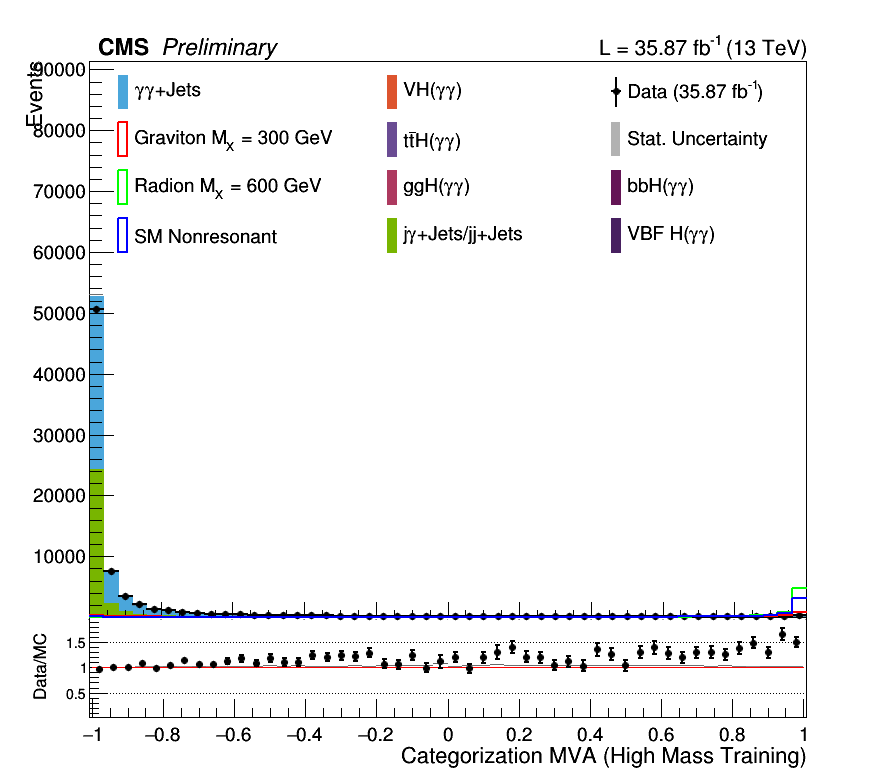 CMS Preliminary L = 35.87 fb⁻¹ (13 TeV)
Events
90000
80000
70000
60000
50000
40000
30000
20000
10000
γγ+Jets
Graviton Mₓ = 300 GeV
Radion Mₓ = 600 GeV
SM Nonresonant
VH(γγ)
tt̄H(γγ)
ggH(γγ)
jγ+Jets/jj+Jets
Data (35.87 fb⁻¹)
Stat. Uncertainty
bbH(γγ)
VBF H(γγ)
Data/MC
1.5
1
0.5
−1 −0.8 −0.6 −0.4 −0.2 0 0.2 0.4 0.6 0.8 1
Categorization MVA (High Mass Training)